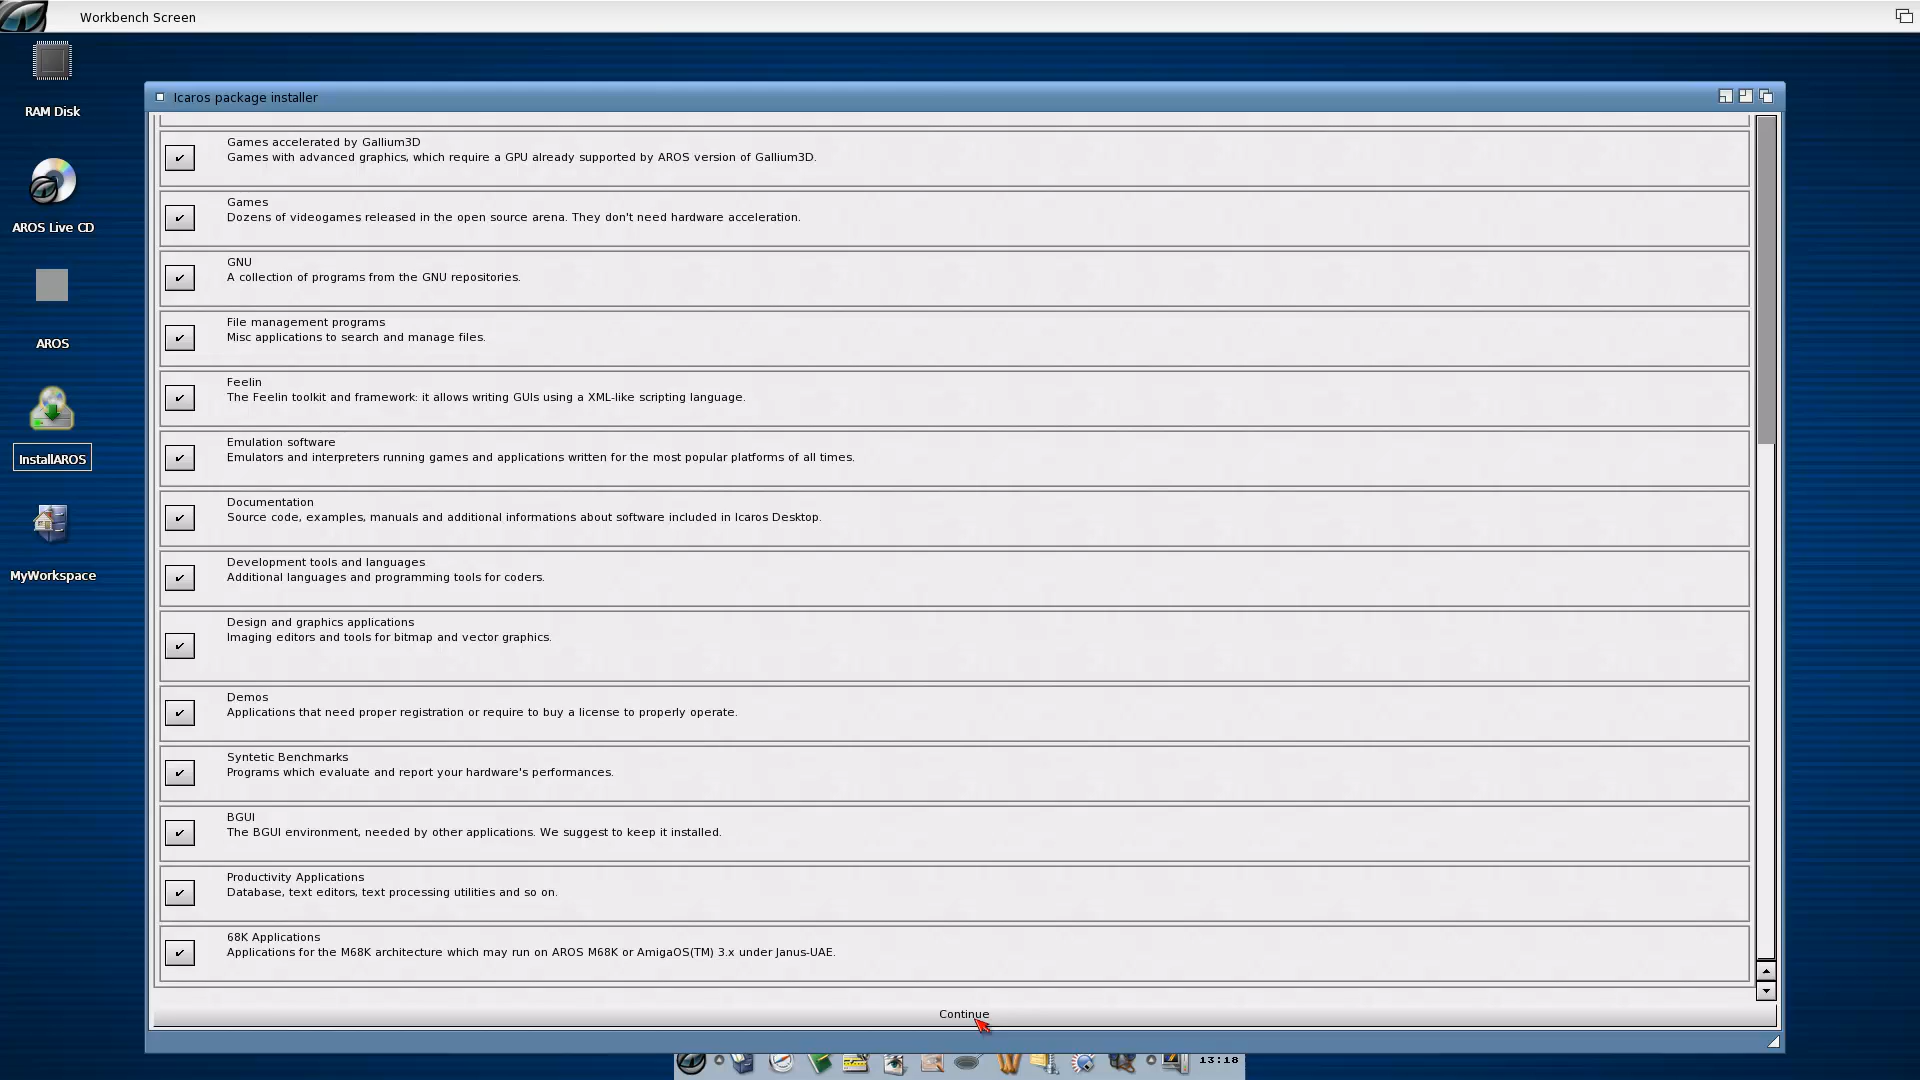 Workbench Screen
RAM Disk
AROS Live CD
AROS
InstallAROS
MyWorkspace
Icaros package installer
Games accelerated by Gallium3D
Games with advanced graphics, which require a GPU already supported by AROS version of Gallium3D.
Games
Dozens of videogames released in the open source arena. They don't need hardware acceleration.
GNU
A collection of programs from the GNU repositories.
File management programs
Misc applications to search and manage files.
Feelin
The Feelin toolkit and framework: it allows writing GUIs using a XML-like scripting language.
Emulation software
Emulators and interpreters running games and applications written for the most popular platforms of all times.
Documentation
Source code, examples, manuals and additional informations about software included in Icaros Desktop.
Development tools and languages
Additional languages and programming tools for coders.
Design and graphics applications
Imaging editors and tools for bitmap and vector graphics.
Demos
Applications that need proper registration or require to buy a license to properly operate.
Syntetic Benchmarks
Programs which evaluate and report your hardware's performances.
BGUI
The BGUI environment, needed by other applications. We suggest to keep it installed.
Productivity Applications
Database, text editors, text processing utilities and so on.
68K Applications
Applications for the M68K architecture which may run on AROS M68K or AmigaOS(TM) 3.x under Janus-UAE.
Continue
13:18